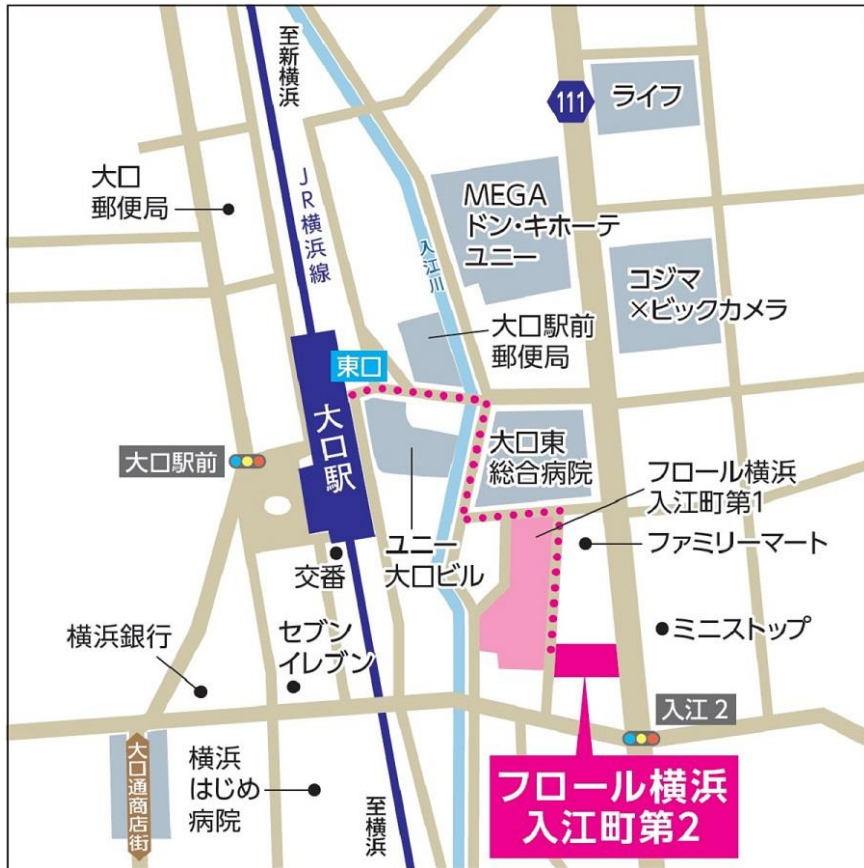 至新横浜
111
ライフ
大口
郵便局
JR横浜線
入江川
MEGA
ドン・キホーテ
ユニー
コジマ
×ビックカメラ
大口駅前
郵便局
東口
大口駅
大口駅前
大口東
総合病院
フロール横浜
入江町第1
ファミリーマート
交番
ユニー
大口ビル
横浜銀行
セブン
イレブン
ミニストップ
入江 2
大口通商店街
横浜
はじめ
病院
至横浜
フロール横浜
入江町第2